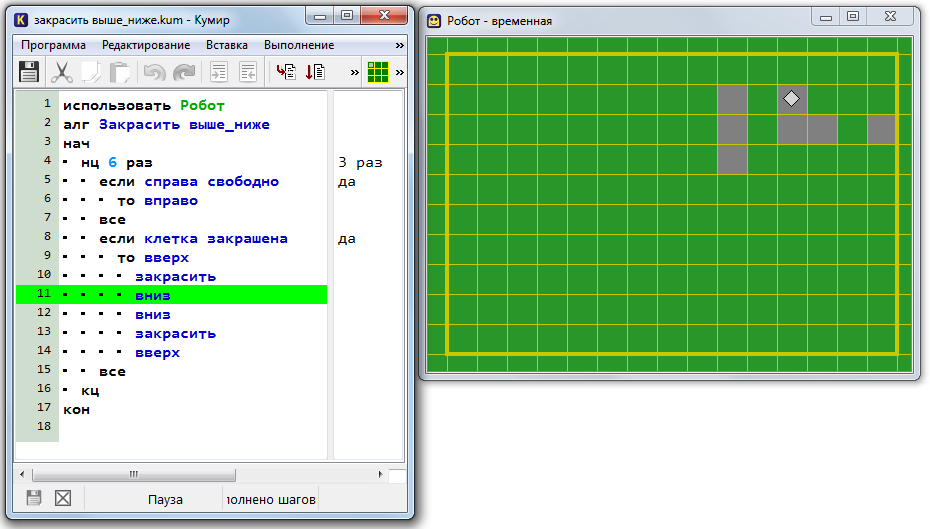 закрасить выше_ниже.kum - Кумир
Программа Редактирование Вставка Выполнение »
» »
1 использовать Робот
2 алг Закрасить выше_ниже
3 нач
4 нц 6 раз 3 раз
5 если справа свободно да
6 то вправо
7 все
8 если клетка закрашена да
9 то вверх
10 закрасить
11 вниз
12 вниз
13 закрасить
14 вверх
15 все
16 кц
17 кон
18
Пауза полнено шагов
Робот - временная